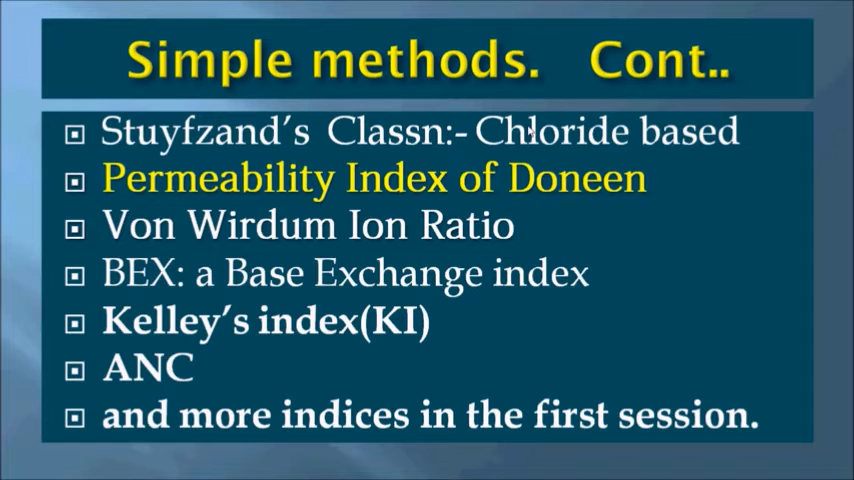 Simple methods. Cont..
Stuyfzand's Classn:- Chloride based
Permeability Index of Doneen
Von Wirdum Ion Ratio
BEX: a Base Exchange index
Kelley's index(KI)
ANC
and more indices in the first session.